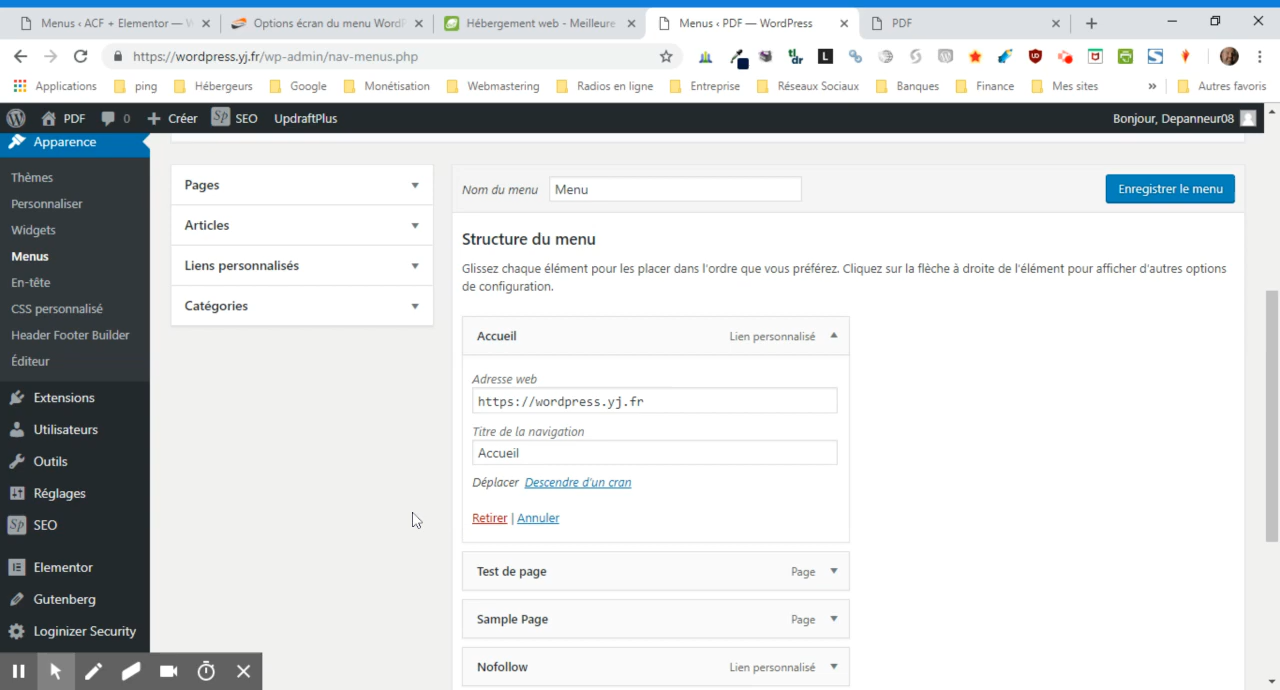 Menus ‹ ACF + Elementor —
Options écran du menu WordP
Hébergement web - Meilleure
Menus ‹ PDF — WordPress
PDF
https://wordpress.yj.fr/wp-admin/nav-menus.php
Applications
ping
Hébergeurs
Google
Monétisation
Webmastering
Radios en ligne
Entreprise
Réseaux Sociaux
Banques
Finance
Mes sites
»
Autres favoris
PDF
0
Créer
SEO
UpdraftPlus
Bonjour, Depanneur08
Apparence
Thèmes
Personnaliser
Widgets
Menus
En-tête
CSS personnalisé
Header Footer Builder
Éditeur
Extensions
Utilisateurs
Outils
Réglages
SEO
Elementor
Gutenberg
Loginizer Security
Pages
Articles
Liens personnalisés
Catégories
Nom du menu
Menu
Enregistrer le menu
Structure du menu
Glissez chaque élément pour les placer dans l'ordre que vous préférez. Cliquez sur la flèche à droite de l'élément pour afficher d'autres options
de configuration.
Accueil
Lien personnalisé
Adresse web
https://wordpress.yj.fr
Titre de la navigation
Accueil
Déplacer Descendre d'un cran
Retirer | Annuler
Test de page
Page
Sample Page
Page
Nofollow
Lien personnalisé